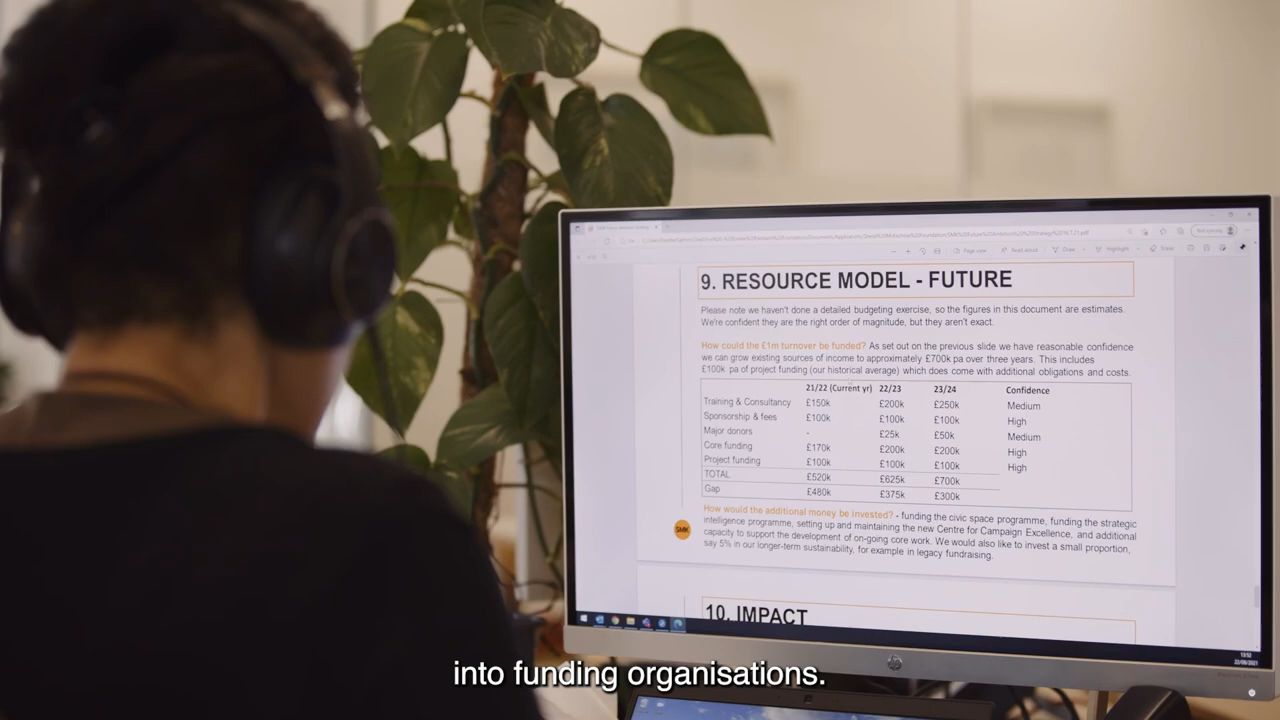 9. RESOURCE MODEL - FUTURE
Please note we haven't done a detailed budgeting exercise, so the figures in this document are estimates.
We're confident they are the right order of magnitude, but they aren't exact.
How could the £1m turnover be funded? As set out on the previous slide we have reasonable confidence
we can grow existing sources of income to approximately £700k pa over three years. This includes
£100k pa of project funding (our historical average) which does come with additional obligations and costs.
21/22 (Current yr) 22/23 23/24 Confidence
Training & Consultancy £150k £200k £250k Medium
Sponsorship & fees £100k £100k £100k High
Major donors - £25k £50k Medium
Core funding £170k £200k £200k High
Project funding £100k £100k £100k High
TOTAL £520k £625k £700k
Gap £480k £375k £300k
How would the additional money be invested? - funding the civic space programme, funding the strategic
intelligence programme, setting up and maintaining the new Centre for Campaign Excellence, and additional
capacity to support the development of on-going core work. We would also like to invest a small proportion,
say 5% in our longer-term sustainability, for example in legacy fundraising.
SMK
10. IMPACT
13:52
22/06/2021
hp
into funding organisations.